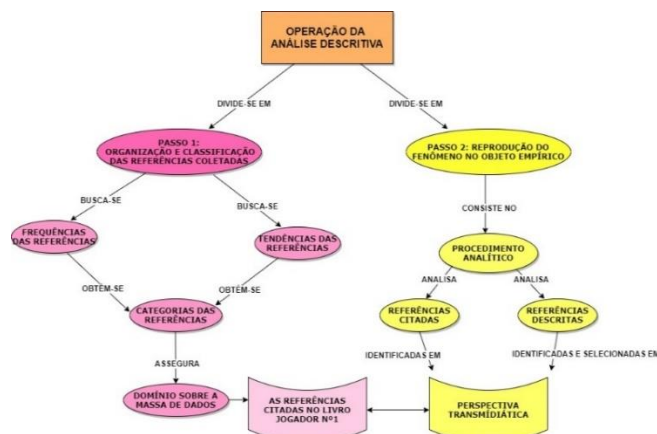 OPERAÇÃO DA
ANÁLISE DESCRITIVA
DIVIDE-SE EM
DIVIDE-SE EM
PASSO 1:
ORGANIZAÇÃO E CLASSIFICAÇÃO
DAS REFERÊNCIAS COLETADAS
PASSO 2: REPRODUÇÃO DO
FENÔMENO NO OBJETO EMPÍRICO
BUSCA-SE
BUSCA-SE
CONSISTE NO
FREQUÊNCIAS
DAS REFERÊNCIAS
TENDÊNCIAS DAS
REFERÊNCIAS
PROCEDIMENTO
ANALÍTICO
OBTÉM-SE
OBTÉM-SE
ANALISA
ANALISA
CATEGORIAS DAS
REFERÊNCIAS
REFERÊNCIAS
CITADAS
REFERÊNCIAS
DESCRITAS
ASSEGURA
IDENTIFICADAS EM
IDENTIFICADAS E SELECIONADAS EM
DOMÍNIO SOBRE A
MASSA DE DADOS
AS REFERÊNCIAS
CITADAS NO LIVRO
JOGADOR Nº1
PERSPECTIVA
TRANSMIDIÁTICA